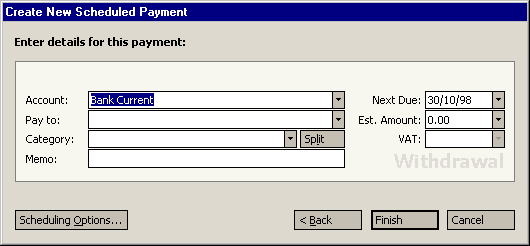 Create New Scheduled Payment
Enter details for this payment:
Account: Bank Current Next Due: 30/10/98
Pay to: Est. Amount: 0.00
Category: Split VAT:
Memo: Withdrawal
Scheduling Options... < Back Finish Cancel